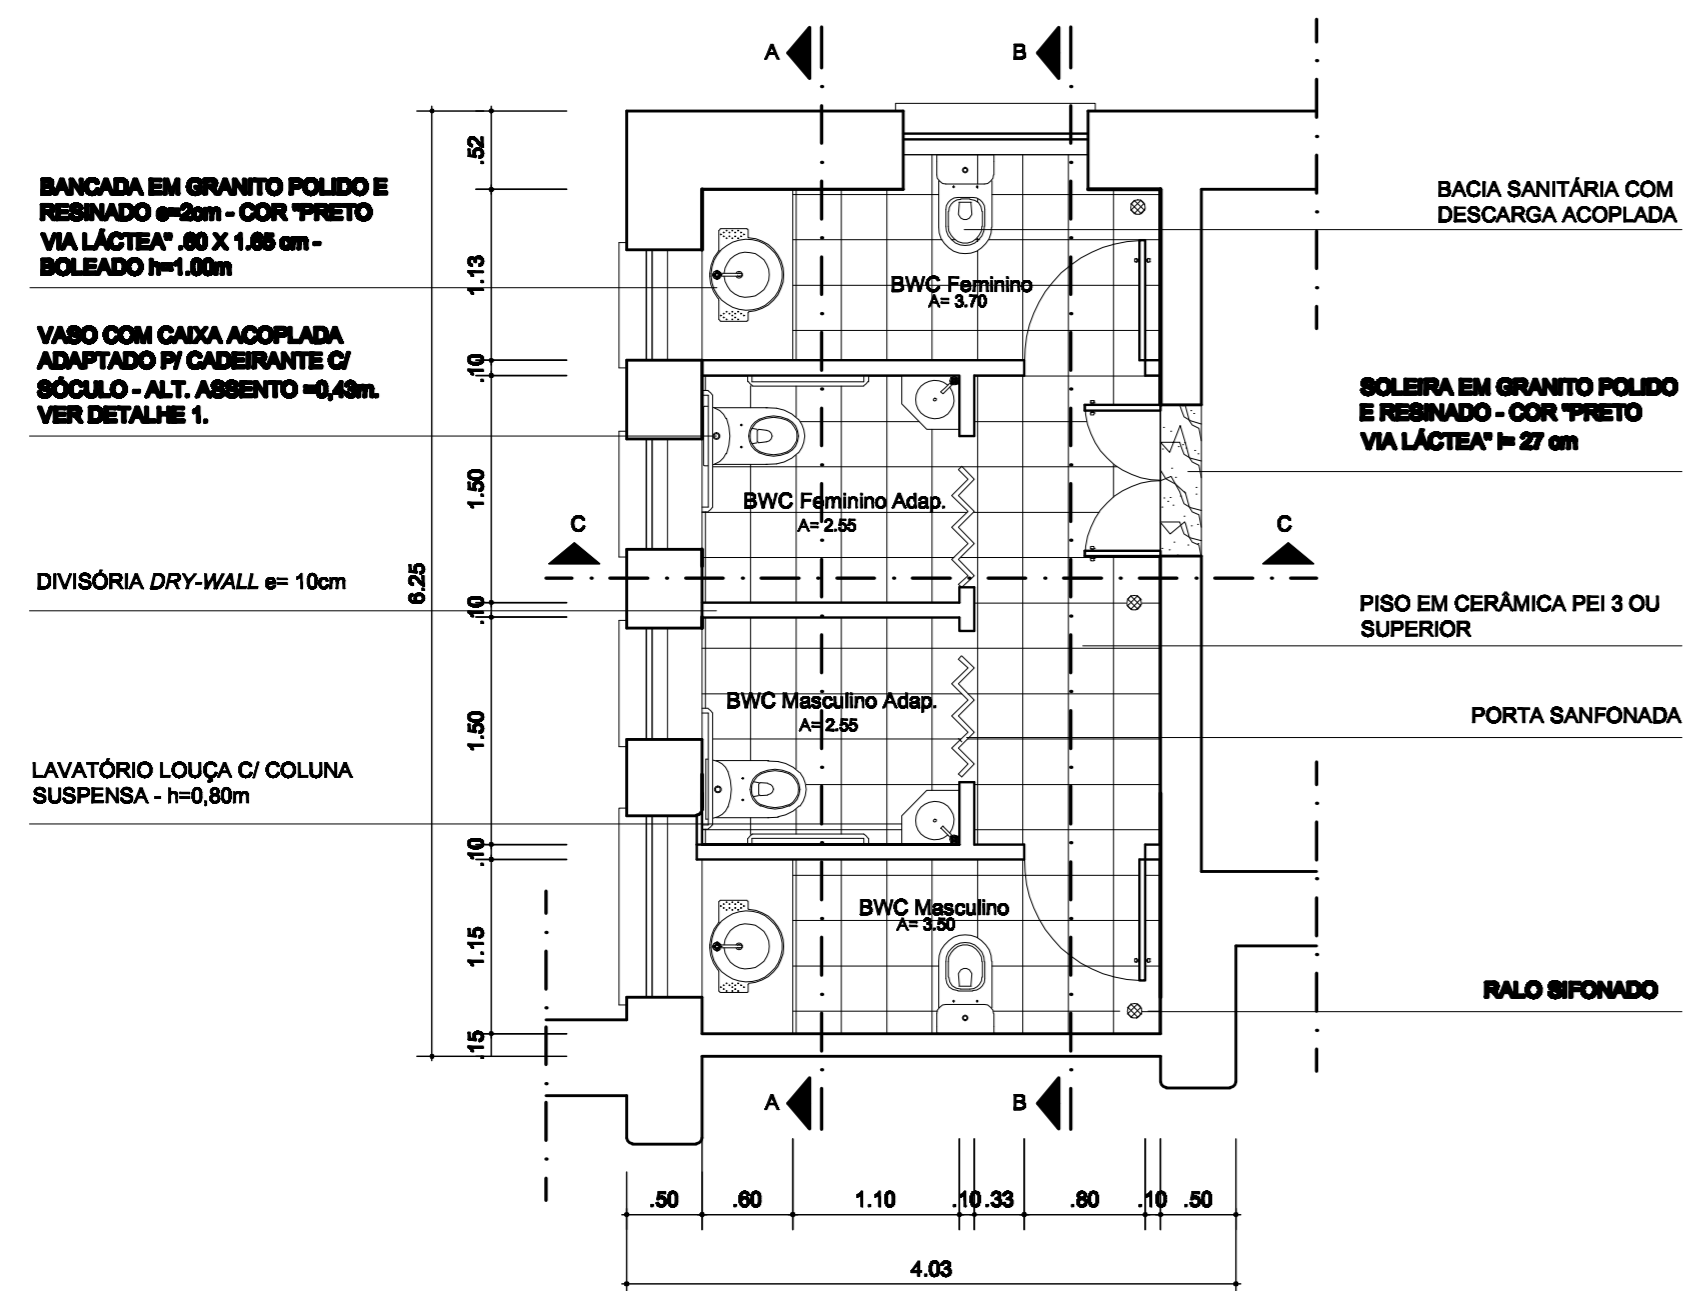 A
B
.52
BANCADA EM GRANITO POLIDO E
RESINADO e=2cm - COR "PRETO
VIA LÁCTEA" .60 X 1.65 cm -
BOLEADO h=1.00m
BACIA SANITÁRIA COM
DESCARGA ACOPLADA
1.13
BWC Feminino
A= 3.70
VASO COM CAIXA ACOPLADA
ADAPTADO P/ CADEIRANTE C/
SÓCULO - ALT. ASSENTO =0,43m.
VER DETALHE 1.
.10
SOLEIRA EM GRANITO POLIDO
E RESINADO - COR "PRETO
VIA LÁCTEA" l= 27 cm
1.50
BWC Feminino Adap.
A= 2.55
C
C
6.25
DIVISÓRIA DRY-WALL e= 10cm
.10
PISO EM CERÂMICA PEI 3 OU
SUPERIOR
BWC Masculino Adap.
A= 2.55
1.50
PORTA SANFONADA
LAVATÓRIO LOUÇA C/ COLUNA
SUSPENSA - h=0,80m
.10
BWC Masculino
A= 3.50
1.15
RALO SIFONADO
.15
A
B
.50 .60 1.10 .10 .33 .80 .10 .50
4.03